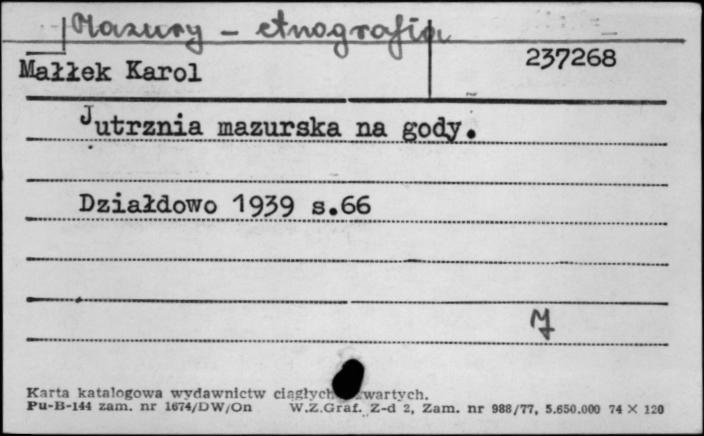 Mazury - etnografia
Małłek Karol 237268
Jutrznia mazurska na gody.
Działdowo 1939 s.66
Karta katalogowa wydawnictw ciągłych
Pu-B-144 zam. nr 1674/DW/On W.Z.Graf. Z-d 2, Zam. nr 988/77, 5.650.000 74 X 120